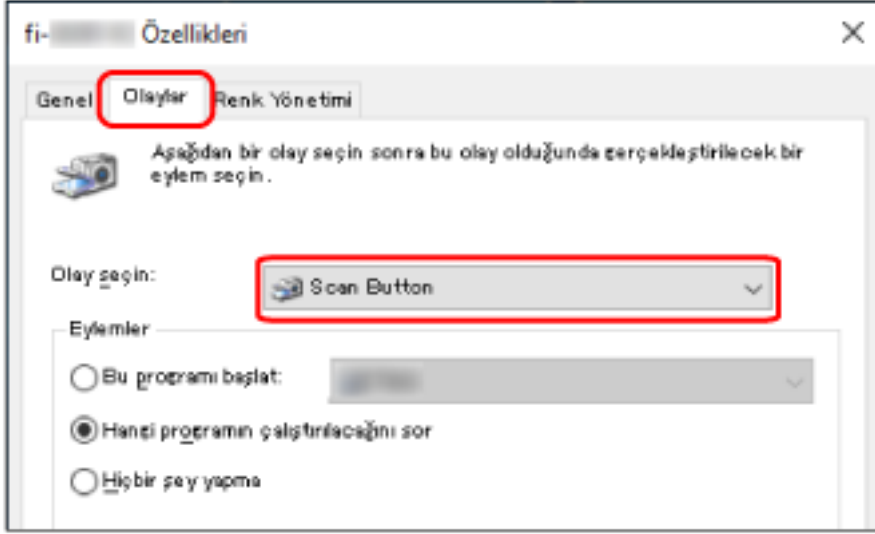 fi- Özellikleri
Genel Olaylar Renk Yönetimi
Aşağıdan bir olay seçin sonra bu olay olduğunda gerçekleştirilecek bir
eylem seçin.
Olay seçin: Scan Button
Eylemler
Bu programı başlat:
Hangi programın çalıştırılacağını sor
Hiçbir şey yapma